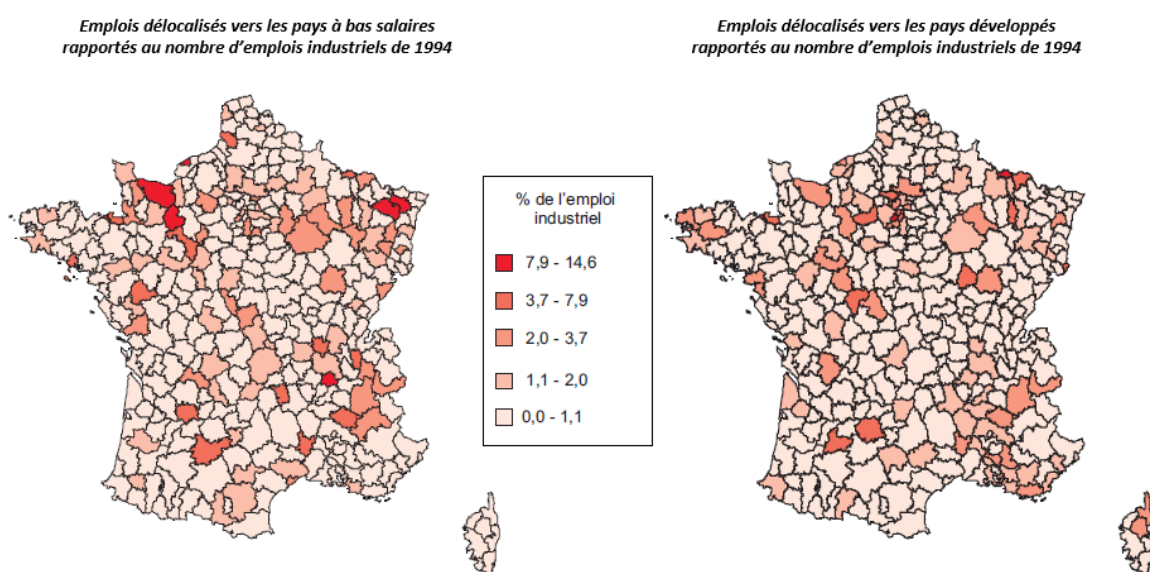 Emplois délocalisés vers les pays à bas salaires
rapportés au nombre d’emplois industriels de 1994
Emplois délocalisés vers les pays développés
rapportés au nombre d’emplois industriels de 1994
% de l’emploi
industriel
7,9 - 14,6
3,7 - 7,9
2,0 - 3,7
1,1 - 2,0
0,0 - 1,1